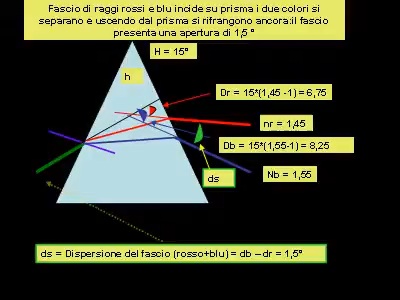 Fascio di raggi rossi e blu incide su prisma i due colori si
separano e uscendo dal prisma si rifrangono ancora:il fascio
presenta una apertura di 1,5 °
H = 15°
h
Dr = 15*(1,45 -1) = 6,75
nr = 1,45
Db = 15*(1,55-1) = 8,25
ds
Nb = 1,55
ds = Dispersione del fascio (rosso+blu) = db – dr = 1,5°